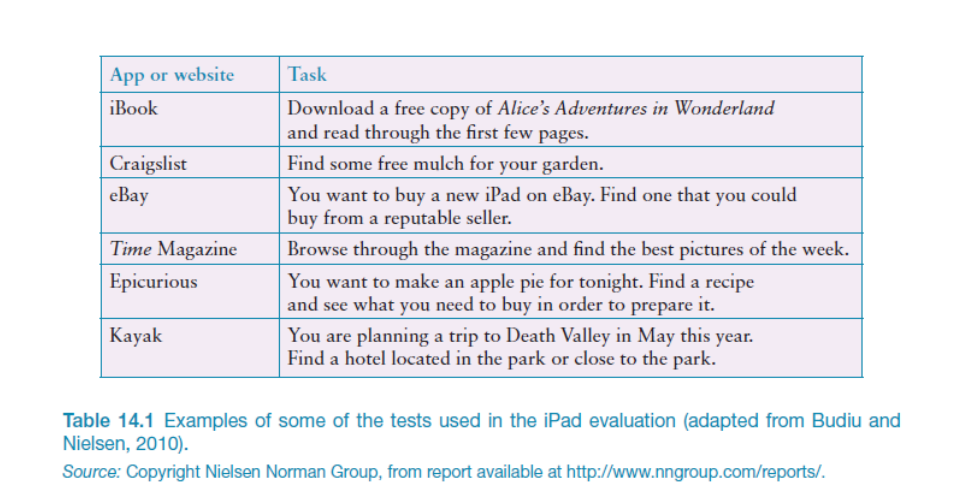 App or website Task
iBook Download a free copy of Alice's Adventures in Wonderland
and read through the first few pages.
Craigslist Find some free mulch for your garden.
eBay You want to buy a new iPad on eBay. Find one that you could
buy from a reputable seller.
Time Magazine Browse through the magazine and find the best pictures of the week.
Epicurious You want to make an apple pie for tonight. Find a recipe
and see what you need to buy in order to prepare it.
Kayak You are planning a trip to Death Valley in May this year.
Find a hotel located in the park or close to the park.
Table 14.1 Examples of some of the tests used in the iPad evaluation (adapted from Budiu and
Nielsen, 2010).
Source: Copyright Nielsen Norman Group, from report available at http://www.nngroup.com/reports/.